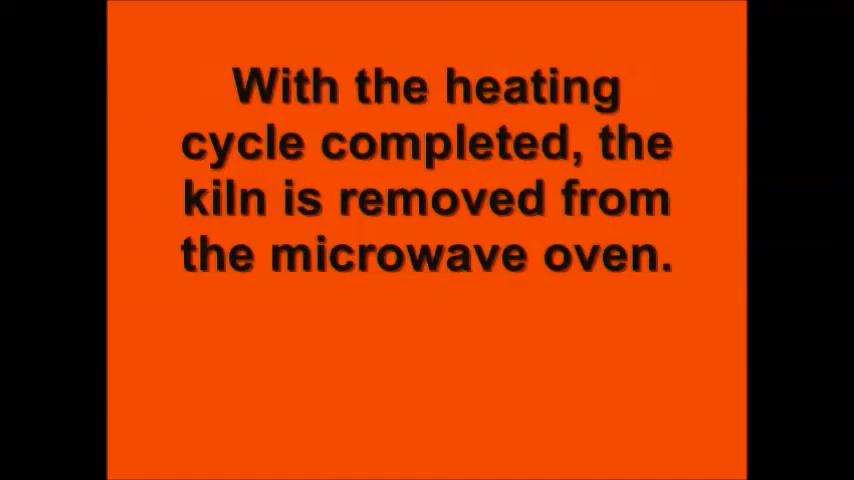 With the heating
cycle completed, the
kiln is removed from
the microwave oven.